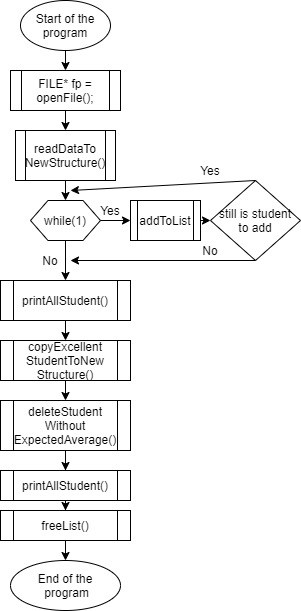 Start of the
program
FILE* fp =
openFile();
readDataTo
NewStructure()
Yes
while(1)
Yes
addToList
still is student
to add
No
No
printAllStudent()
copyExcellent
StudentToNew
Structure()
deleteStudent
Without
ExpectedAverage()
printAllStudent()
freeList()
End of the
program